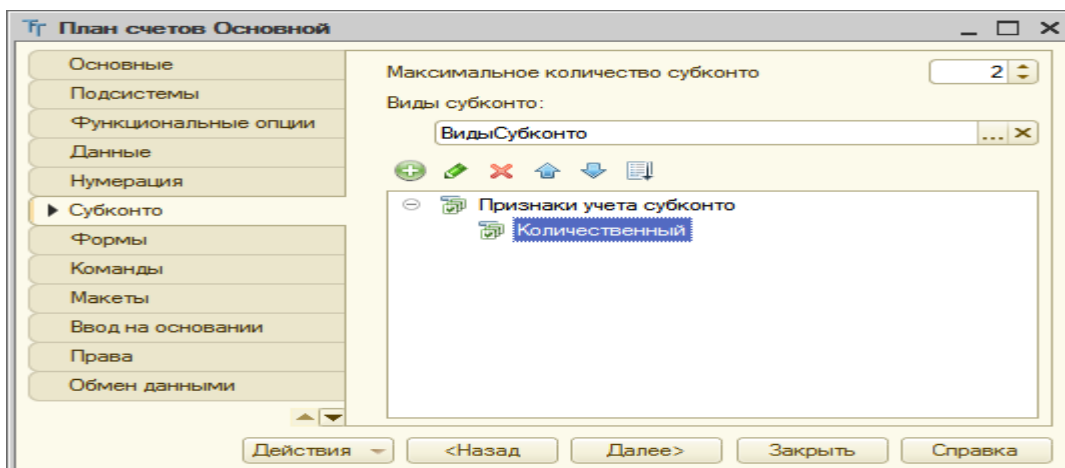 План счетов Основной
Основные
Подсистемы
Функциональные опции
Данные
Нумерация
Субконто
Формы
Команды
Макеты
Ввод на основании
Права
Обмен данными
Максимальное количество субконто 2
Виды субконто:
ВидыСубконто ...
Признаки учета субконто
Количественный
Действия <Назад Далее> Закрыть Справка